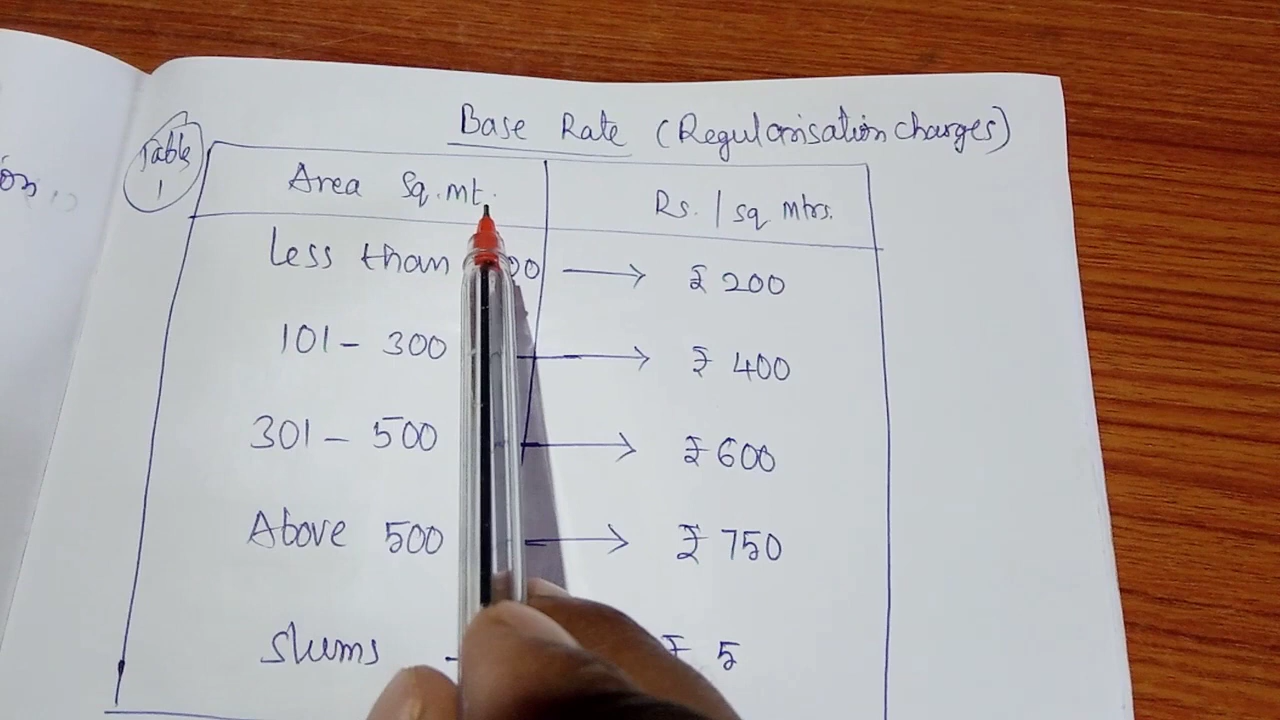 Base Rate (Regularisation charges)
Table 1
Area Sq.mt. Rs. / sq mtrs.
Less than 00 → ₹ 200
101 - 300 → ₹ 400
301 - 500 → ₹ 600
Above 500 → ₹ 750
Slums - ₹ 5